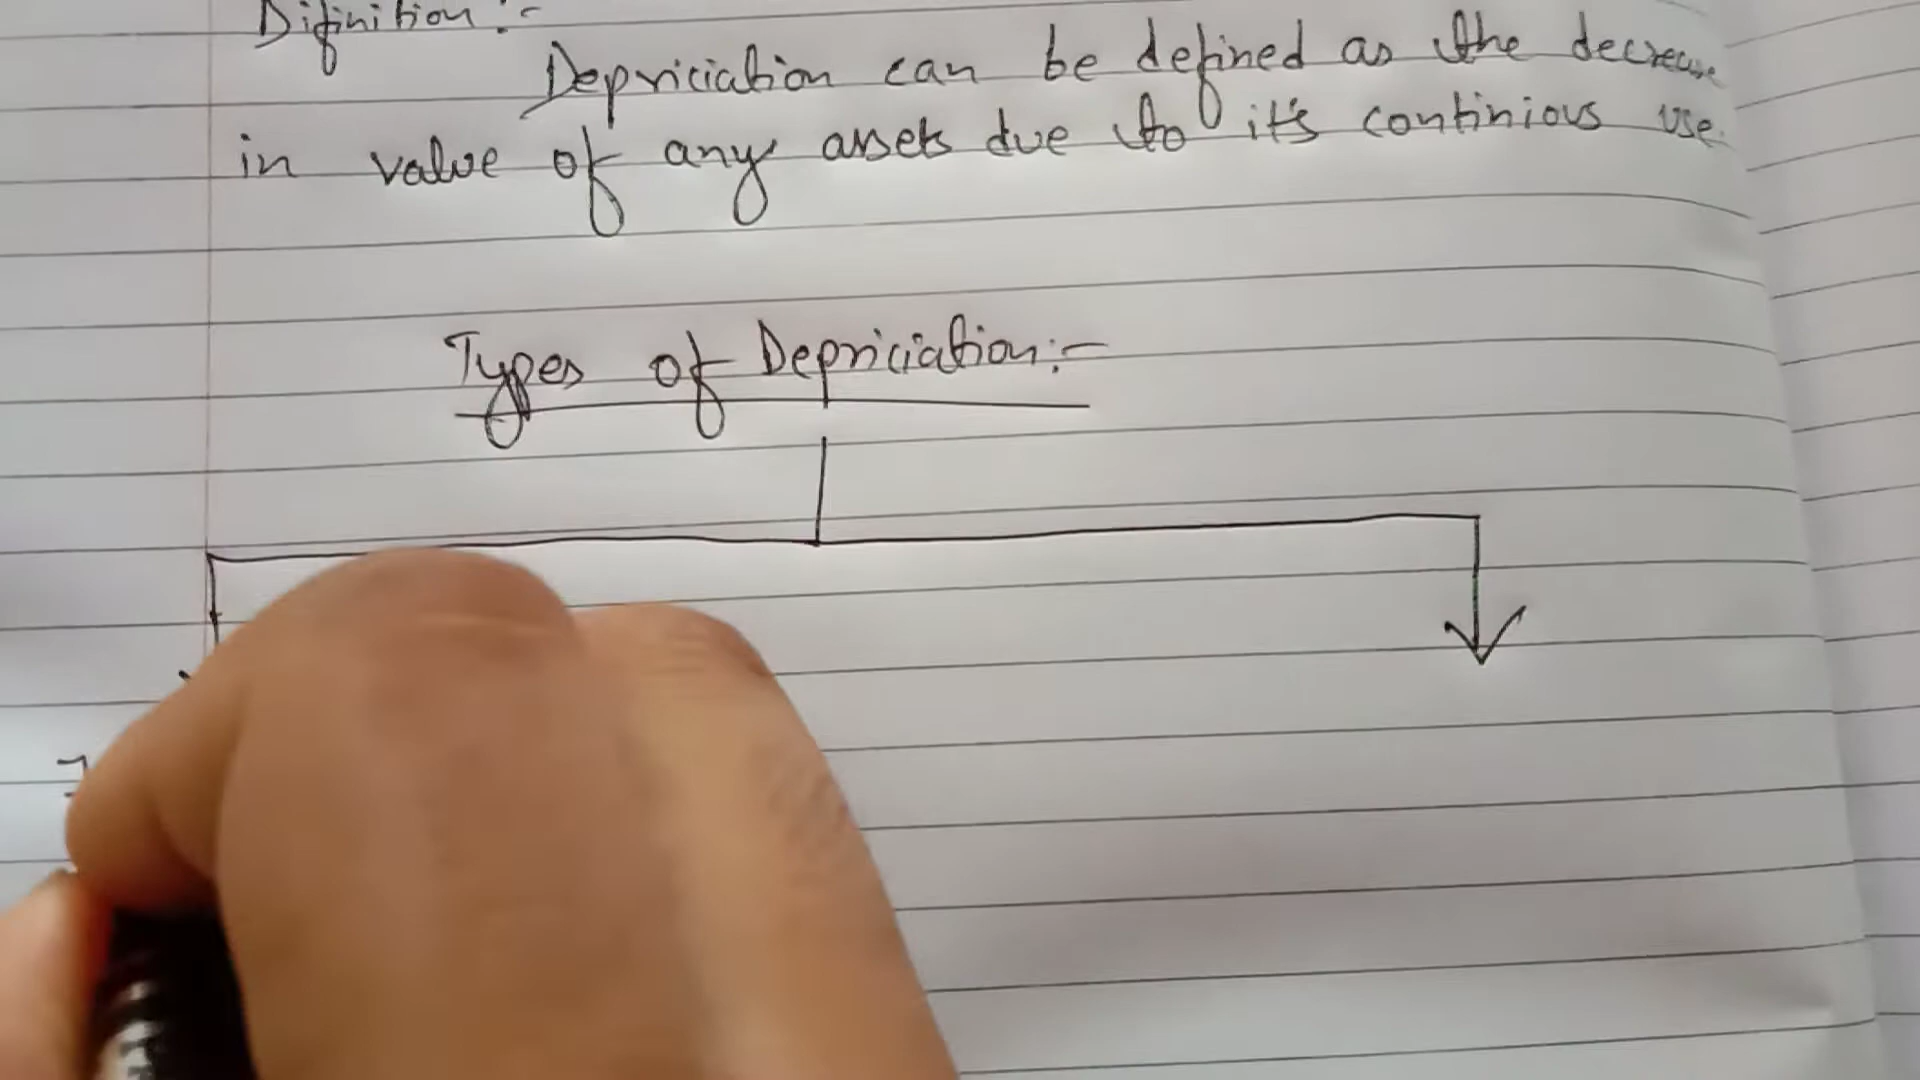 Difinition :-
Depriciation can be defined as the decrease
in value of any assets due to it's continious use.
Types of Depriciation:-